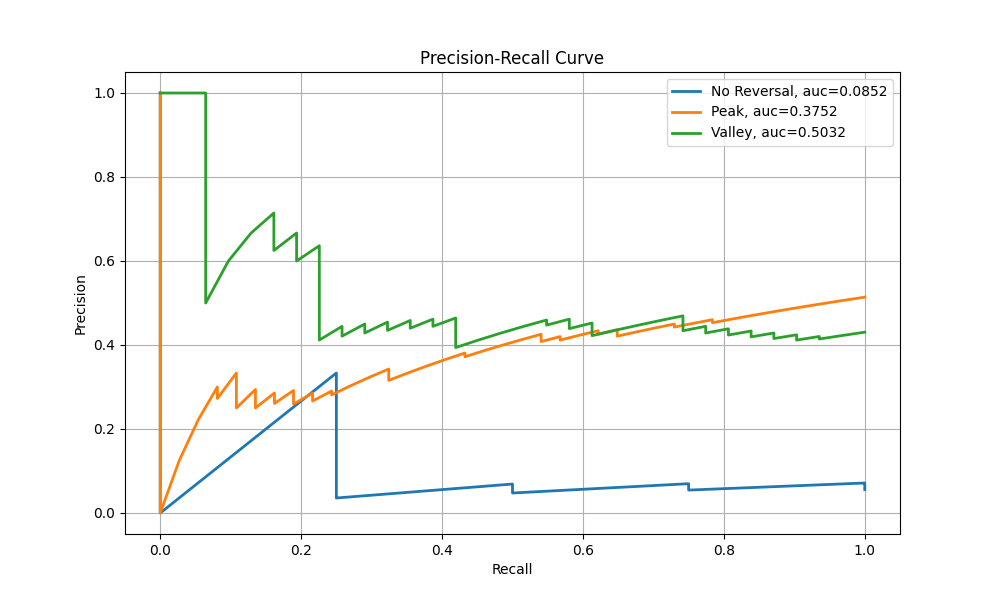 Precision-Recall Curve
No Reversal, auc=0.0852
Peak, auc=0.3752
Valley, auc=0.5032
Precision
1.0
0.8
0.6
0.4
0.2
0.0
0.0 0.2 0.4 0.6 0.8 1.0
Recall